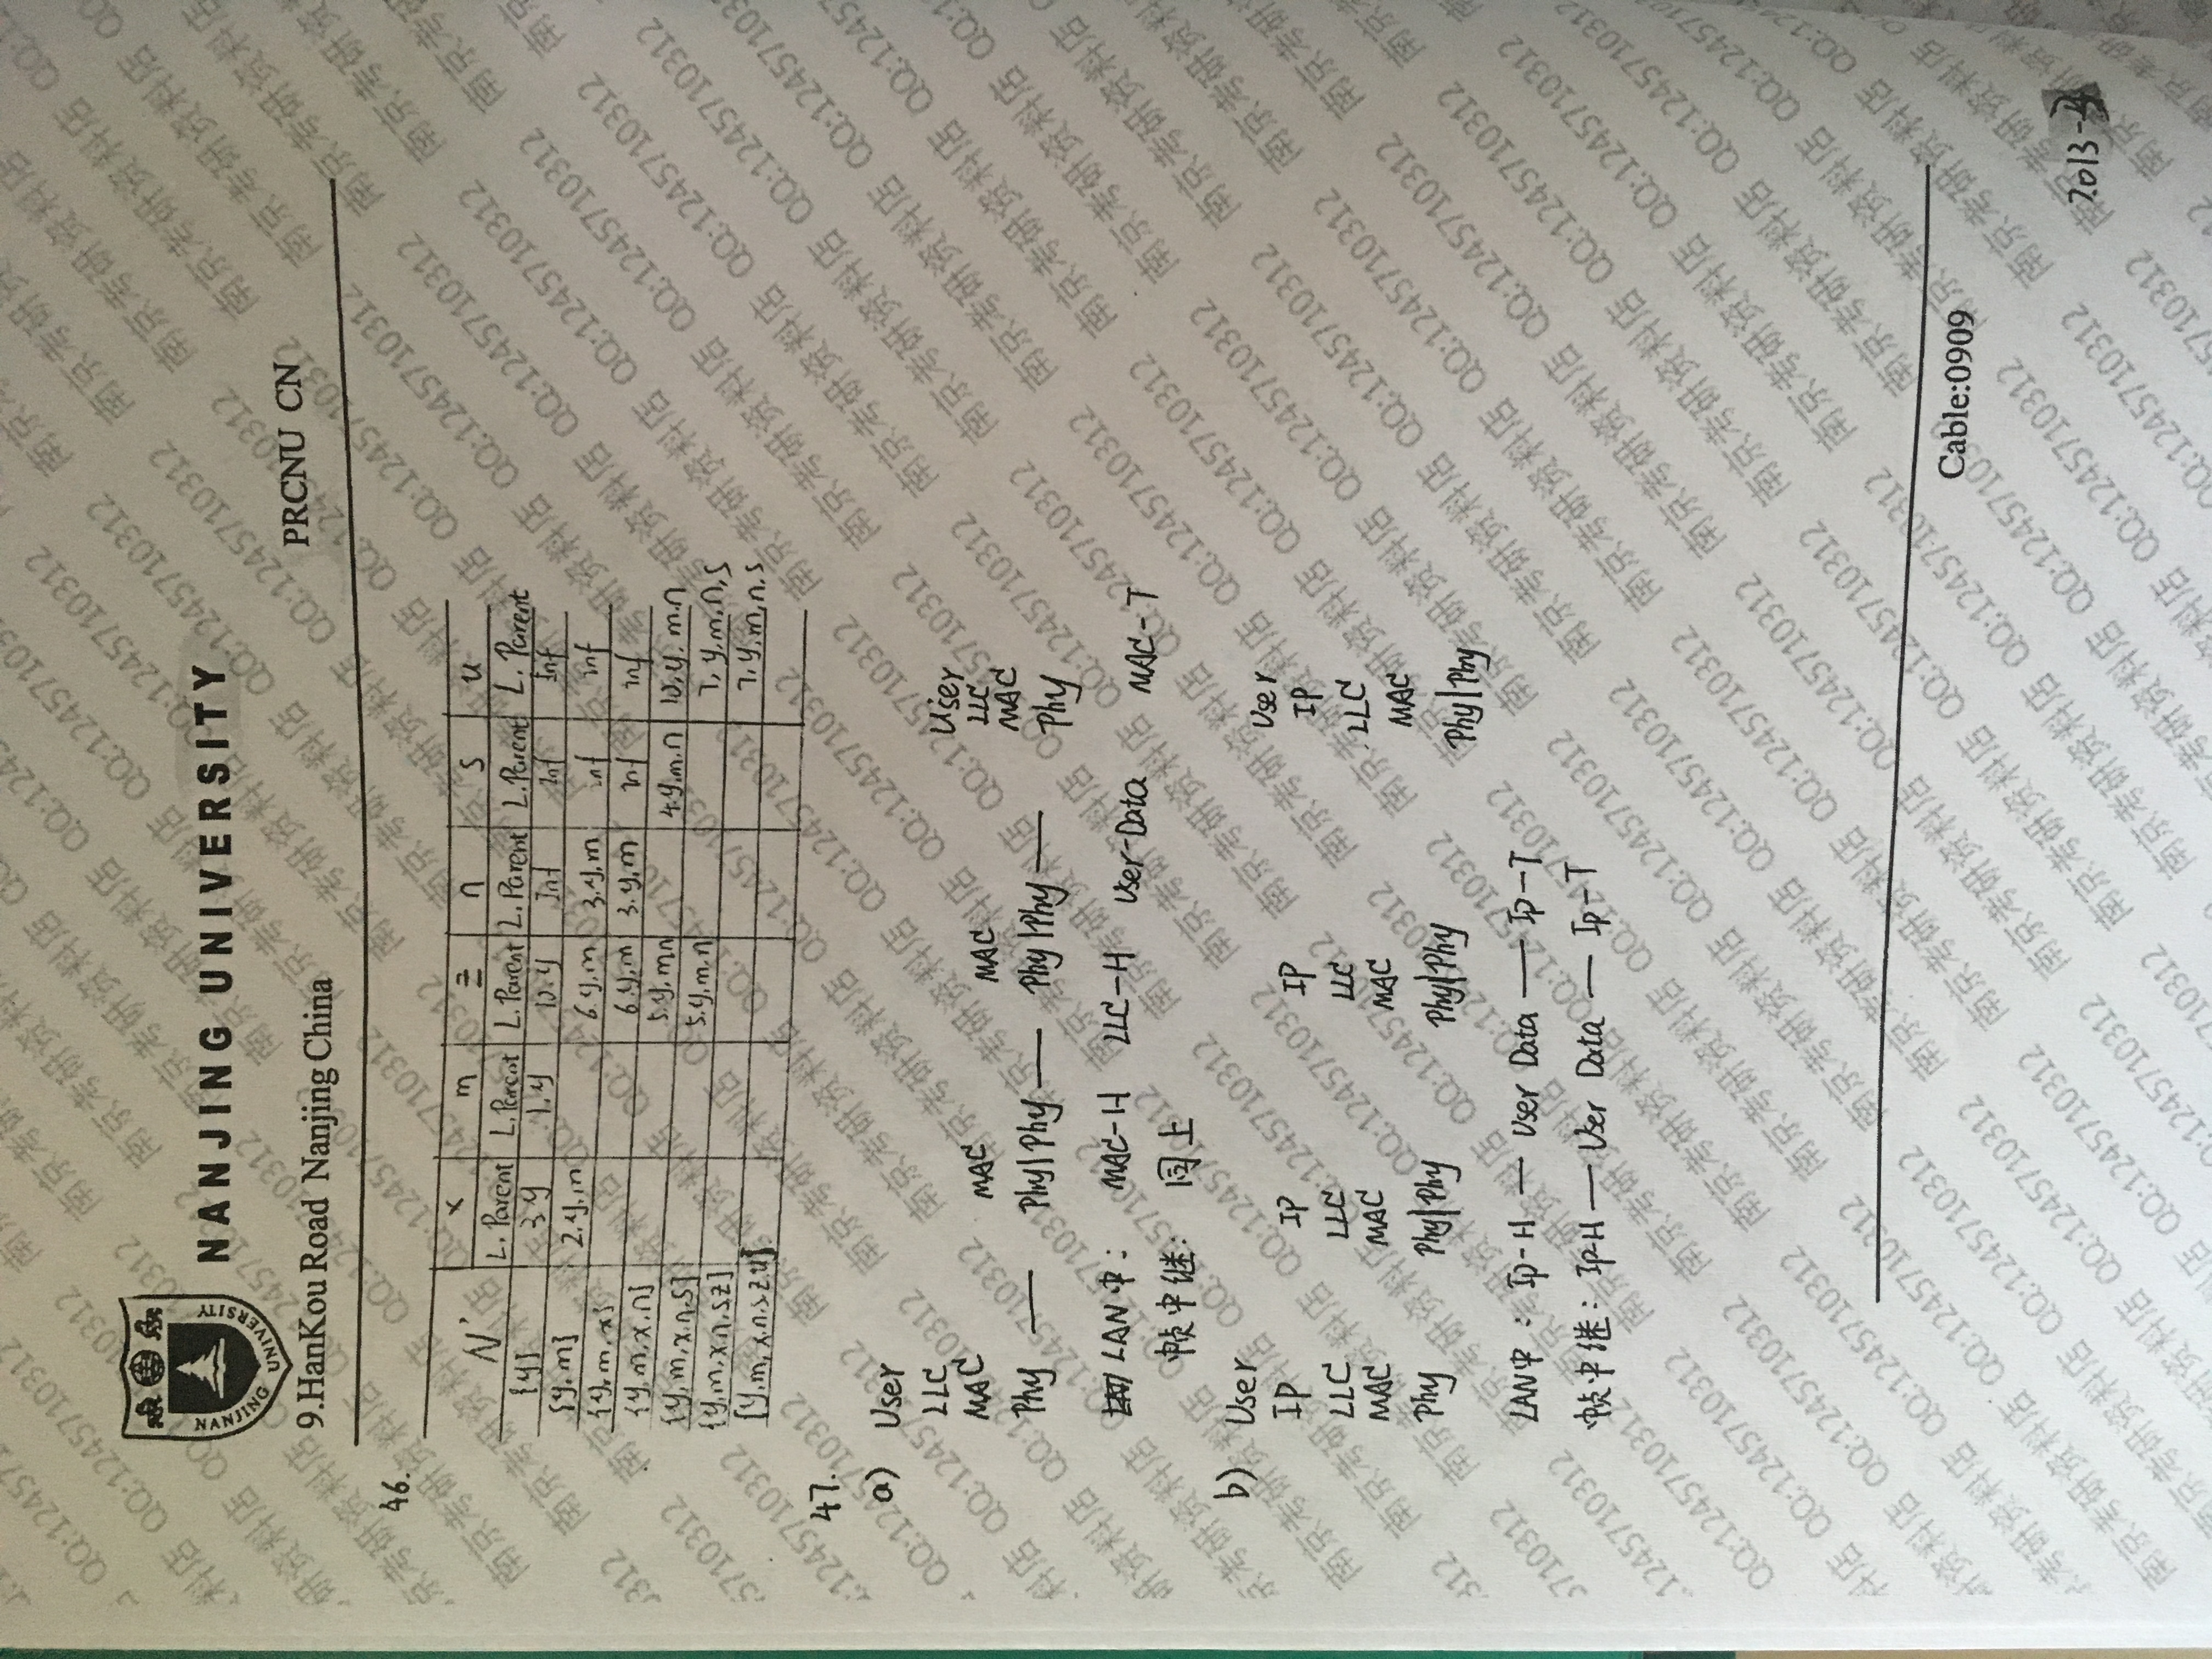 NANJING UNIVERSITY
NANJING UNIVERSITY
9.HanKou Road Nanjing China
PRCNU CN
46.
N' x m z n s u
L. Parent L. Parent L. Parent L. Parent L. Parent L. Parent
{y} 3.y 1.y 10.y Inf Inf Inf
{y.m} 2.y.m 6.y.m 3.y.m inf inf
{y.m.x} 6.y.m 3.y.m inf inf
{y.m.x.n} 5.y.mn 4.y.m.n 10.y.m.n
{y.m.x.n.s} 5.y.m.n 7,y.m.n,s
{y.m.x.n.s.z} 7.y.m,n.s
{y.m,x.n.s.z.u}
47.
a) User
LLC User
MAC MAC MAC LLC
MAC
Phy — Phy|Phy — Phy|Phy — Phy
LAN中: MAC-H LLC-H User-Data MAC-T
帧中继: 同上
b) User User
IP IP IP IP
LLC LLC LLC LLC
MAC MAC MAC MAC
Phy Phy|Phy Phy|Phy Phy|Phy
LAN中: Ip-H — User Data — Ip-T
帧中继: Ip-H — User Data — Ip-T
Cable:0909
南京考研资料店 QQ:1245710312